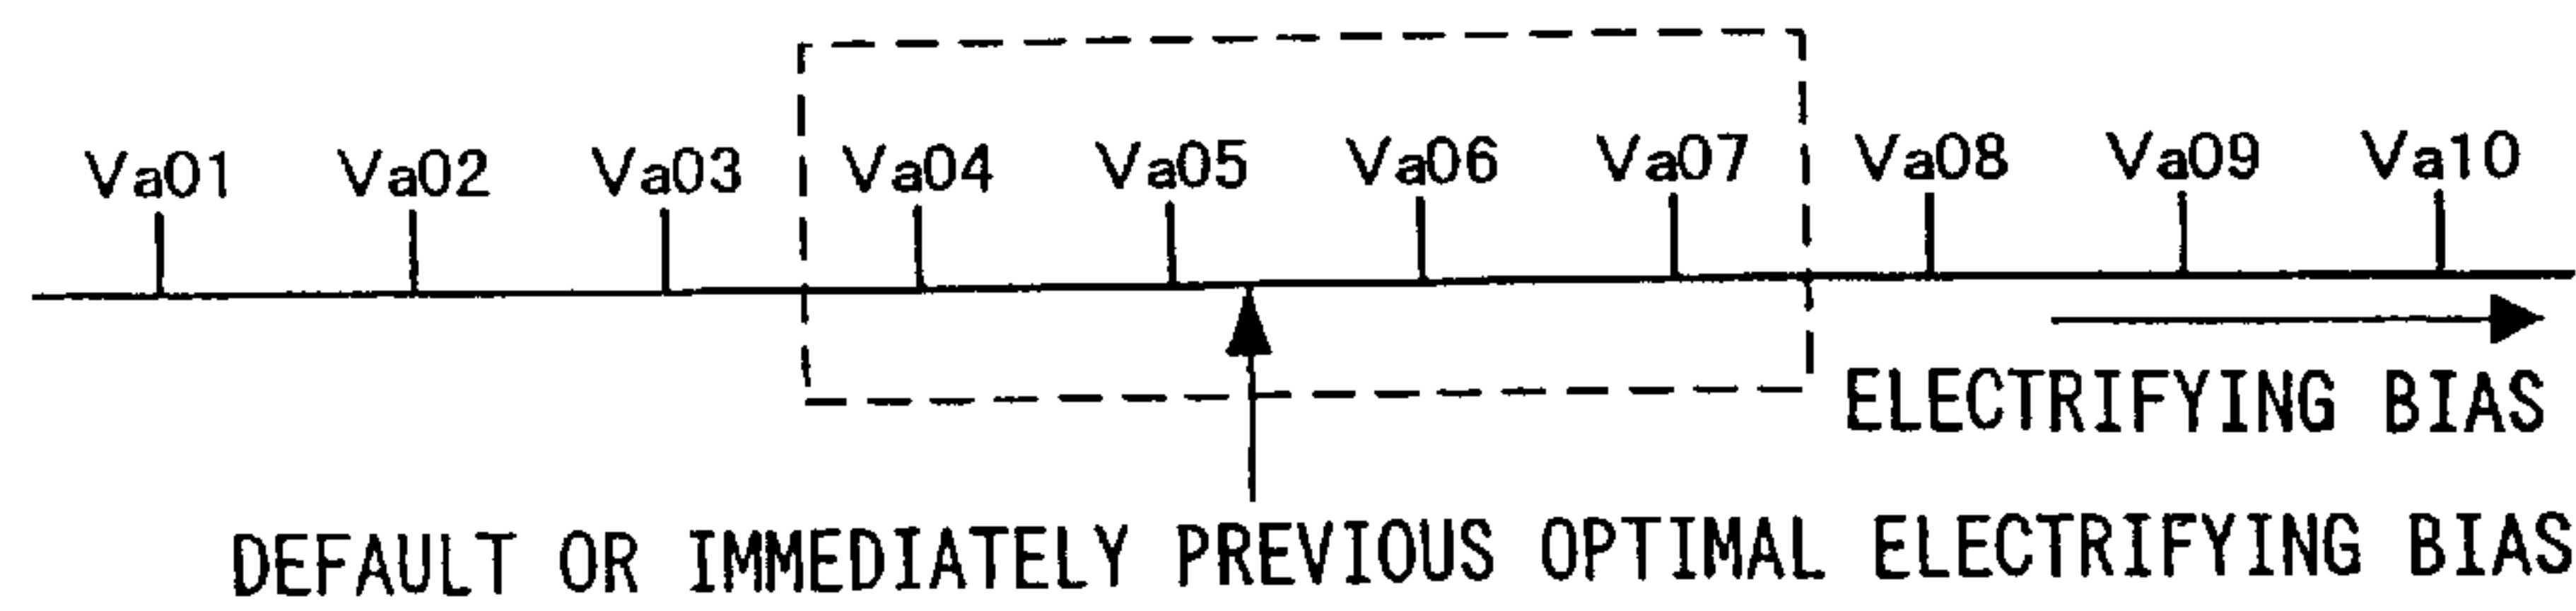 Va01 Va02 Va03 Va04 Va05 Va06 Va07 Va08 Va09 Va10
ELECTRIFYING BIAS
DEFAULT OR IMMEDIATELY PREVIOUS OPTIMAL ELECTRIFYING BIAS